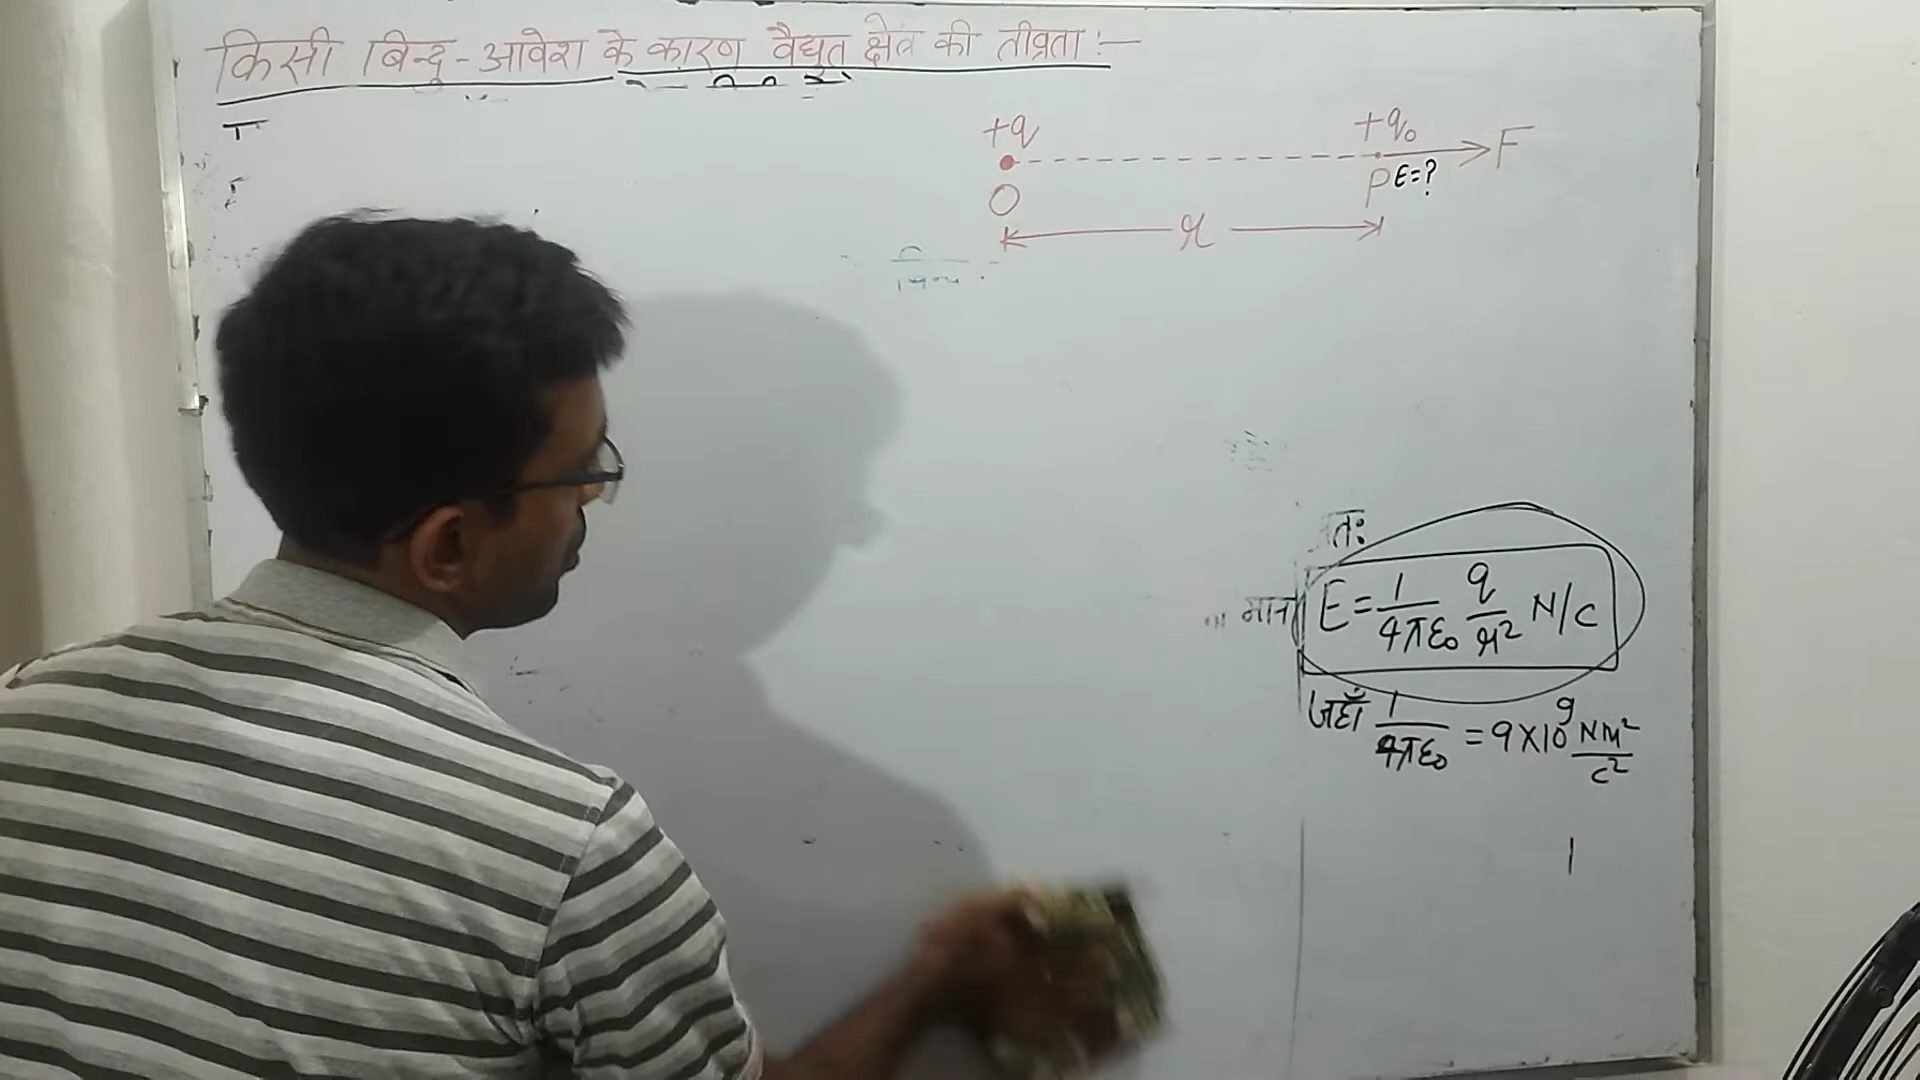 किसी बिन्दु-आवेश के कारण वैद्युत क्षेत्र की तीव्रता :—
+q +q₀ F
O P E=?
r
अतः
मान E = 1/4πε₀ q/r² N/C
जहाँ 1/4πε₀ = 9×10⁹ Nm²/C²